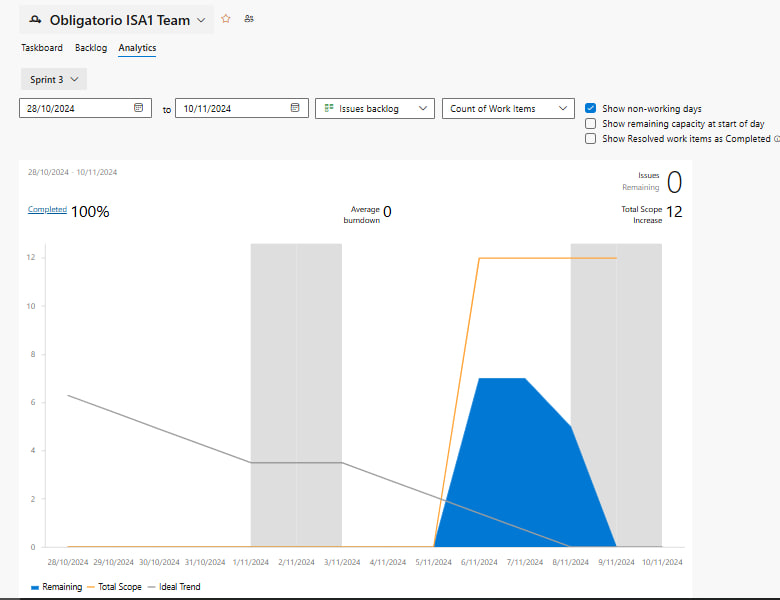 Obligatorio ISA1 Team
Taskboard Backlog Analytics
Sprint 3
28/10/2024 to 10/11/2024 Issues backlog Count of Work Items
Show non-working days
Show remaining capacity at start of day
Show Resolved work items as Completed
28/10/2024 - 10/11/2024
Issues
Remaining 0
Completed 100%
Average
burndown 0
Total Scope
Increase 12
12
10
8
6
4
2
0
28/10/2024 29/10/2024 30/10/2024 31/10/2024 1/11/2024 2/11/2024 3/11/2024 4/11/2024 5/11/2024 6/11/2024 7/11/2024 8/11/2024 9/11/2024 10/11/2024
Remaining Total Scope Ideal Trend